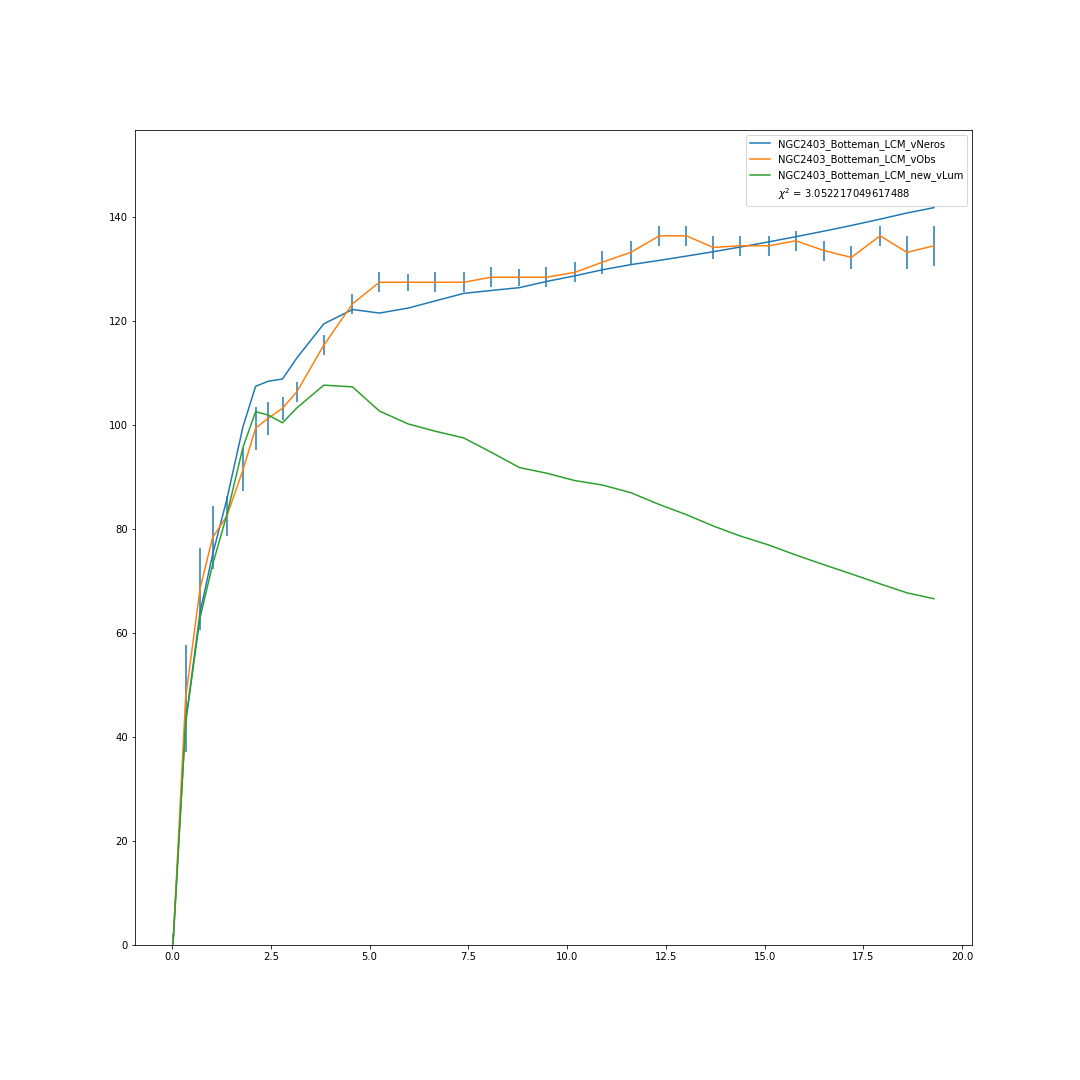 NGC2403_Botteman_LCM_vNeros
NGC2403_Botteman_LCM_vObs
NGC2403_Botteman_LCM_new_vLum
χ² = 3.052217049617488
140
120
100
80
60
40
20
0
0.0 2.5 5.0 7.5 10.0 12.5 15.0 17.5 20.0